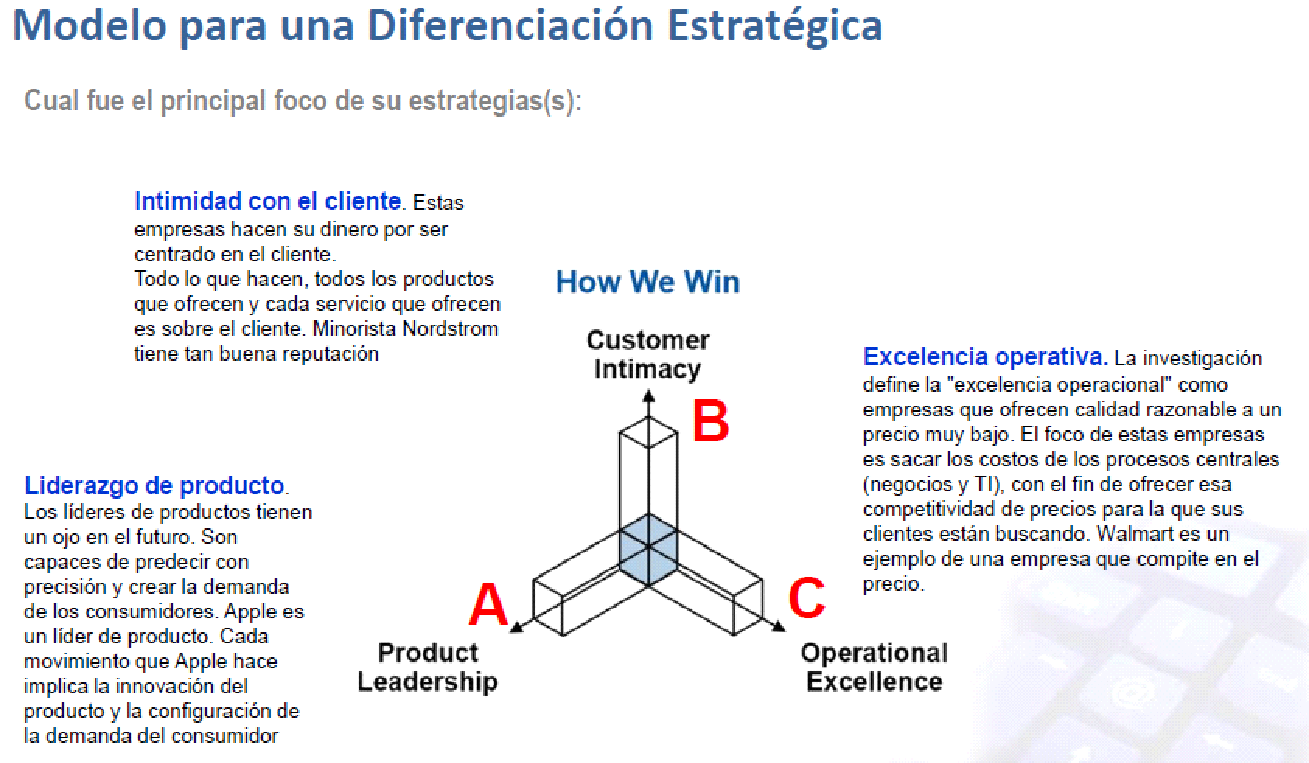 Modelo para una Diferenciación Estratégica
Cual fue el principal foco de su estrategias(s):
Intimidad con el cliente. Estas
empresas hacen su dinero por ser
centrado en el cliente.
Todo lo que hacen, todos los productos
que ofrecen y cada servicio que ofrecen
es sobre el cliente. Minorista Nordstrom
tiene tan buena reputación
How We Win
Customer
Intimacy
B
Excelencia operativa. La investigación
define la "excelencia operacional" como
empresas que ofrecen calidad razonable a un
precio muy bajo. El foco de estas empresas
es sacar los costos de los procesos centrales
(negocios y TI), con el fin de ofrecer esa
competitividad de precios para la que sus
clientes están buscando. Walmart es un
ejemplo de una empresa que compite en el
precio.
Liderazgo de producto.
Los líderes de productos tienen
un ojo en el futuro. Son
capaces de predecir con
precisión y crear la demanda
de los consumidores. Apple es
un líder de producto. Cada
movimiento que Apple hace
implica la innovación del
producto y la configuración de
la demanda del consumidor
A
Product
Leadership
C
Operational
Excellence